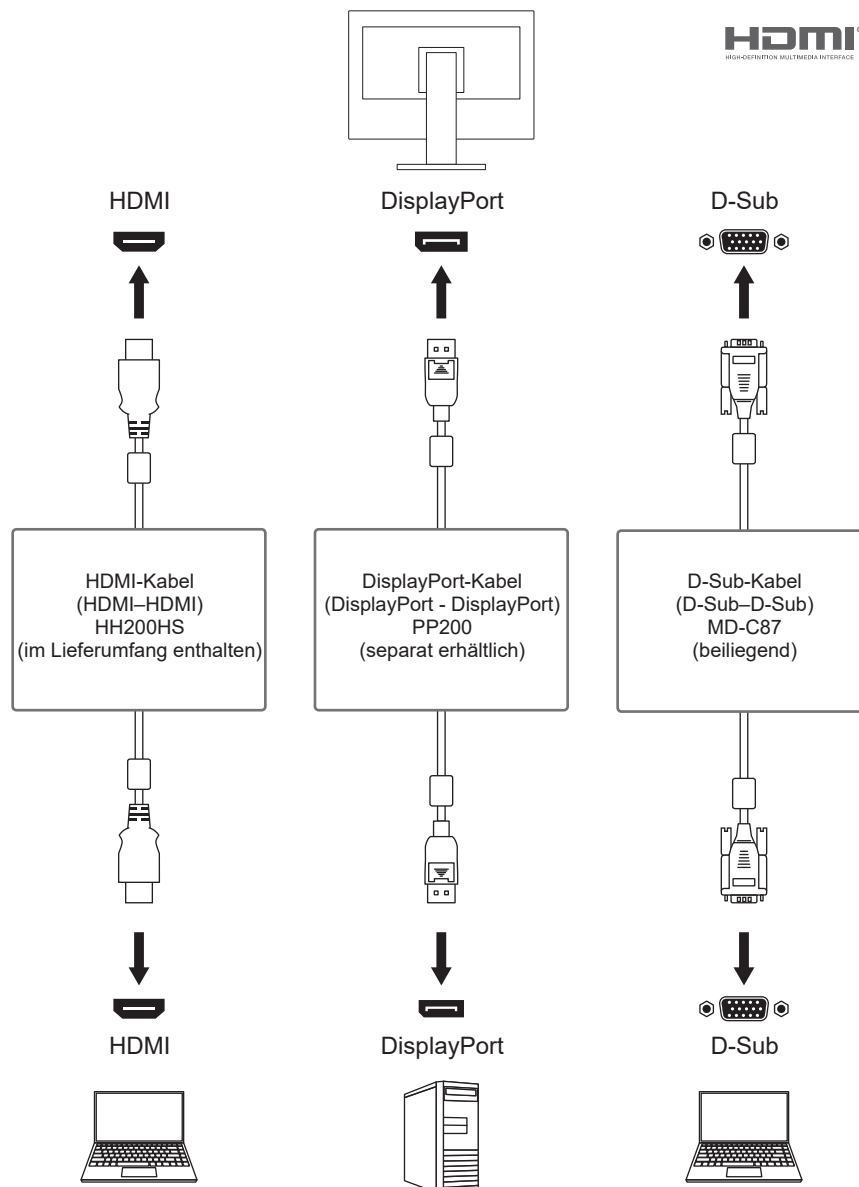 HDMI
HIGH-DEFINITION MULTIMEDIA INTERFACE
HDMI
DisplayPort
D-Sub
HDMI-Kabel
(HDMI–HDMI)
HH200HS
(im Lieferumfang enthalten)
DisplayPort-Kabel
(DisplayPort - DisplayPort)
PP200
(separat erhältlich)
D-Sub-Kabel
(D-Sub–D-Sub)
MD-C87
(beiliegend)
HDMI
DisplayPort
D-Sub